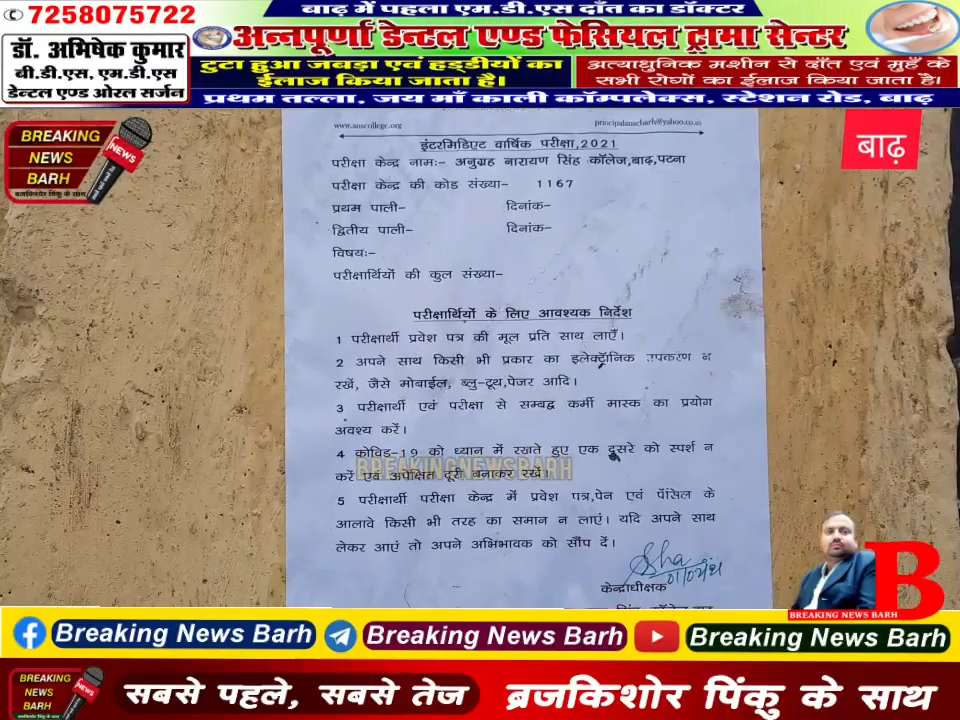 7258075722
बाढ़ में पहला एम.डी.एस दाँत का डॉक्टर
डॉ. अभिषेक कुमार
बी.डी.एस, एम.डी.एस
डेन्टल एण्ड ओरल सर्जन
अन्नपूर्णा डेन्टल एण्ड फेसियल ट्रामा सेन्टर
टुटा हुआ जबड़ा एवं हड्डीयों का
ईलाज किया जाता है।
अत्याधुनिक मशीन से दाँत एवं मुहँ के
सभी रोगों का ईलाज किया जाता है।
प्रथम तल्ला, जय माँ काली कॉम्पलेक्स, स्टेशन रोड, बाढ़
BREAKING
NEWS
BARH
NEWS
ब्रजकिशोर पिंकु के साथ
बाढ़
www.anscollege.org principalanscbarh@yahoo.co.in
इंटरमिडिएट वार्षिक परीक्षा,2021
परीक्षा केन्द्र नामः- अनुग्रह नारायण सिंह कॉलेज,बाढ़,पटना
परीक्षा केन्द्र की कोड संख्या- 1167
प्रथम पाली- दिनांक-
द्वितीय पाली- दिनांक-
विषयः-
परीक्षार्थियों की कुल संख्या-
परीक्षार्थियों के लिए आवश्यक निर्देश
1 परीक्षार्थी प्रवेश पत्र की मूल प्रति साथ लाएँ।
2 अपने साथ किसी भी प्रकार का इलेक्ट्रॉनिक उपकरण न
रखें, जैसे मोबाईल, ब्लु-टूथ,पेजर आदि।
3 परीक्षार्थी एवं परीक्षा से सम्बद्ध कर्मी मास्क का प्रयोग
अवश्य करें।
4 कोविड-19 को ध्यान में रखते हुए एक दुसरे को स्पर्श न
करें एवं अपेक्षित दूरी बनाकर रखें।
BREAKINGNEWSBARH
5 परीक्षार्थी परीक्षा केन्द्र में प्रवेश पत्र,पेन एवं पेंसिल के
आलावे किसी भी तरह का समान न लाएं। यदि अपने साथ
लेकर आएं तो अपने अभिभावक को सौंप दें।
केन्द्राधीक्षक
B
BREAKING NEWS BARH
Breaking News Barh Breaking News Barh Breaking News Barh
BREAKING
NEWS
BARH
NEWS
सबसे पहले, सबसे तेज ब्रजकिशोर पिंकु के साथ